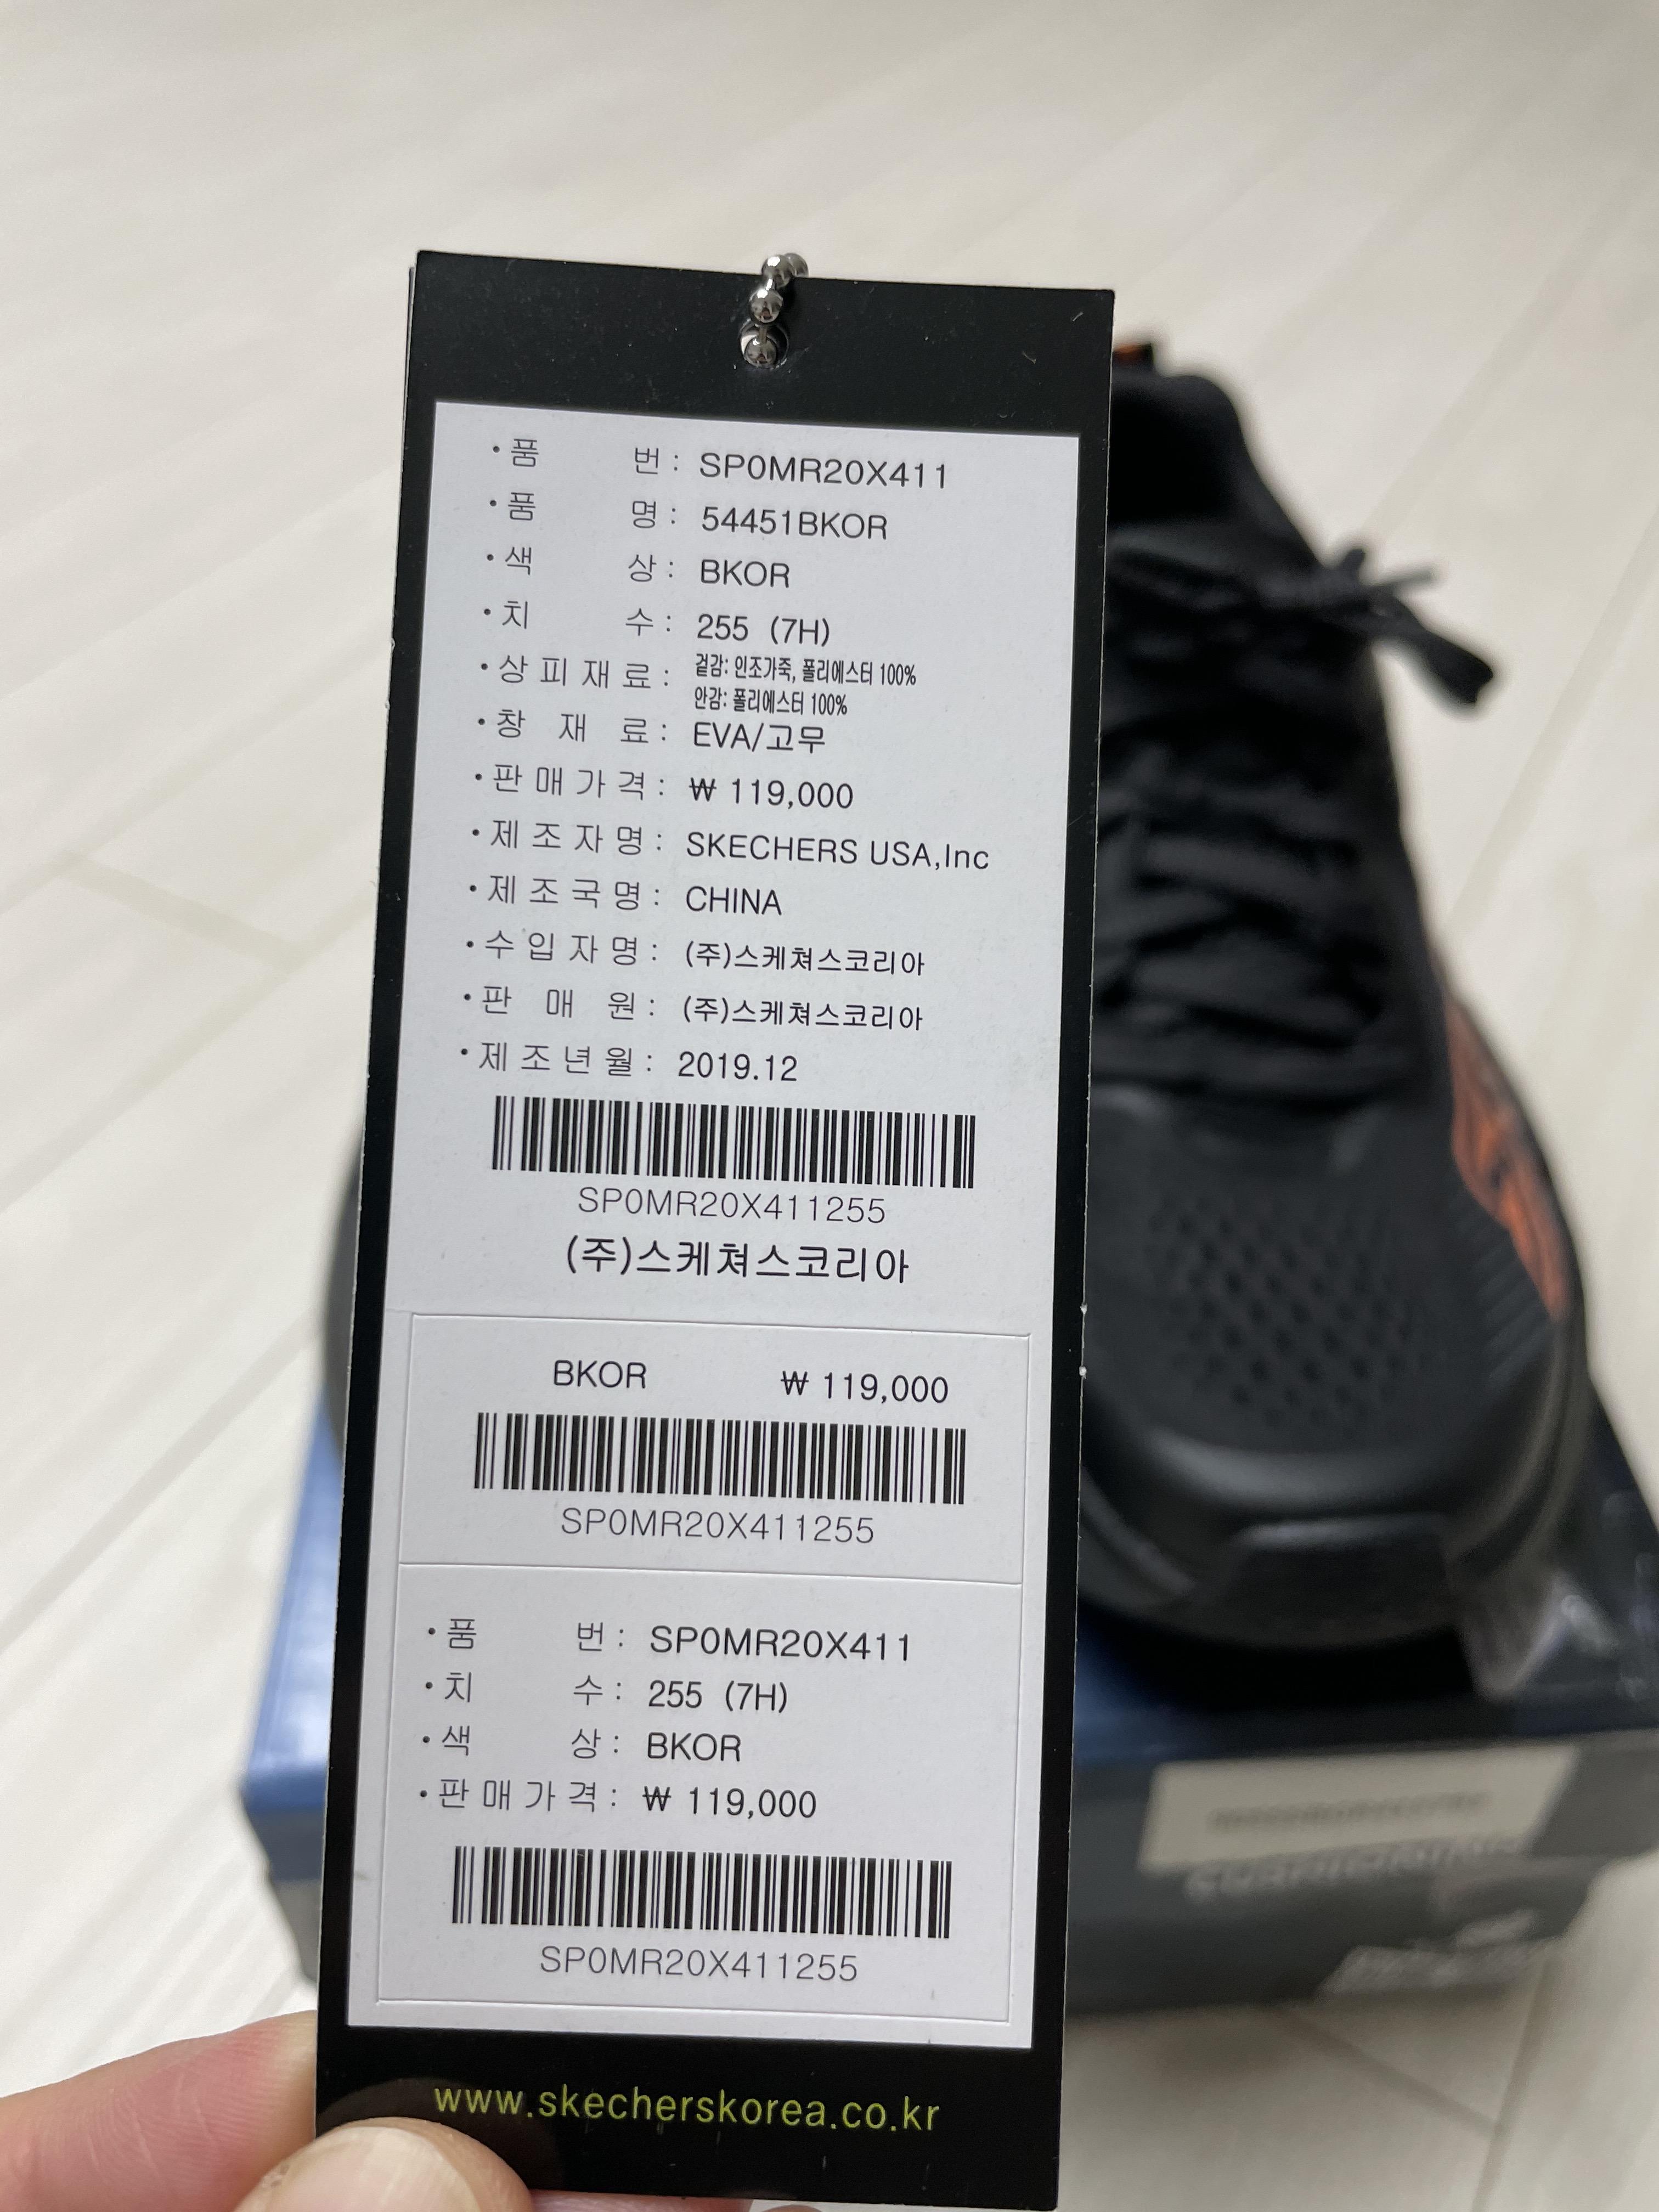 •품 번 : SP0MR20X411
•품 명 : 54451BKOR
•색 상 : BKOR
•치 수 : 255 (7H)
•상피재료 : 겉감: 인조가죽, 폴리에스터 100%
안감: 폴리에스터 100%
•창 재 료 : EVA/고무
•판매가격 : ₩ 119,000
•제조자명 : SKECHERS USA,Inc
•제조국명 : CHINA
•수입자명 : (주)스케쳐스코리아
•판 매 원 : (주)스케쳐스코리아
•제조년월 : 2019.12
SP0MR20X411255
(주)스케쳐스코리아
BKOR ₩ 119,000
SP0MR20X411255
•품 번 : SP0MR20X411
•치 수 : 255 (7H)
•색 상 : BKOR
•판매가격 : ₩ 119,000
SP0MR20X411255
www.skecherskorea.co.kr